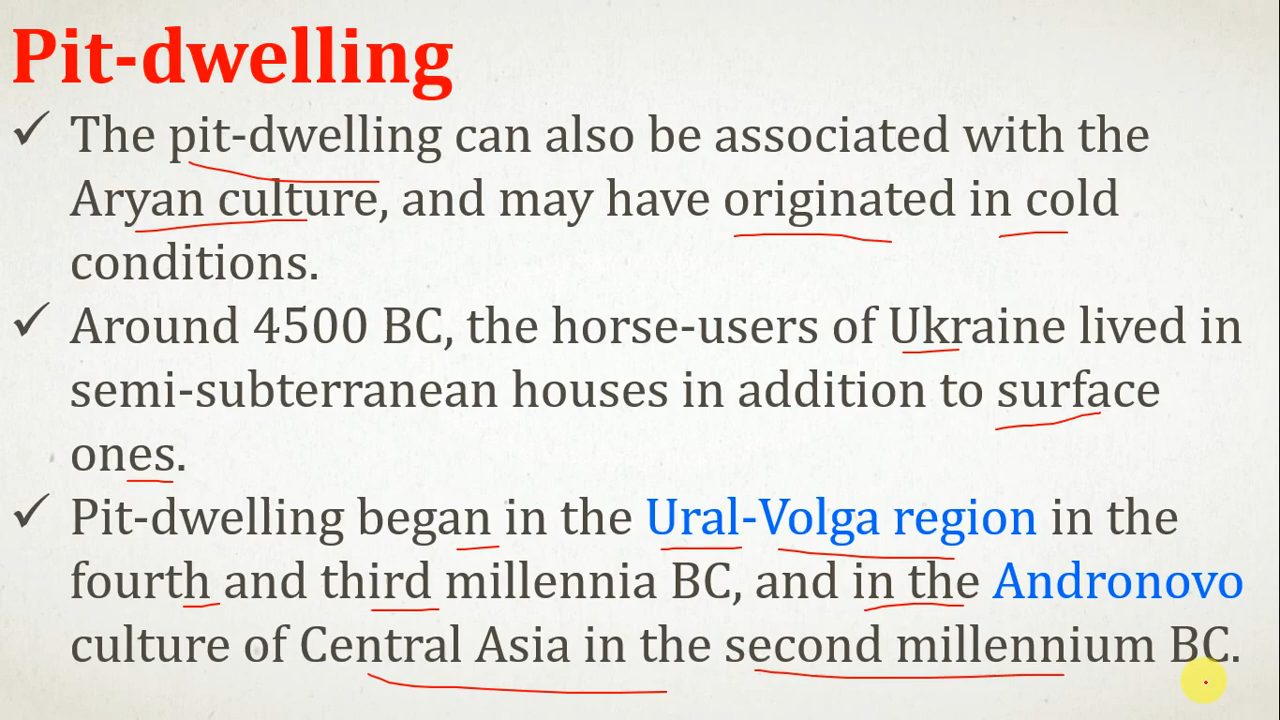 Pit-dwelling
✓ The pit-dwelling can also be associated with the
Aryan culture, and may have originated in cold
conditions.
✓ Around 4500 BC, the horse-users of Ukraine lived in
semi-subterranean houses in addition to surface
ones.
✓ Pit-dwelling began in the Ural-Volga region in the
fourth and third millennia BC, and in the Andronovo
culture of Central Asia in the second millennium BC.